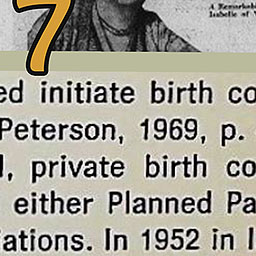 7
A Remarkable
Isabelle of
ed initiate birth co
Peterson, 1969, p.
l, private birth co
either Planned Pa
iations. In 1952 in I